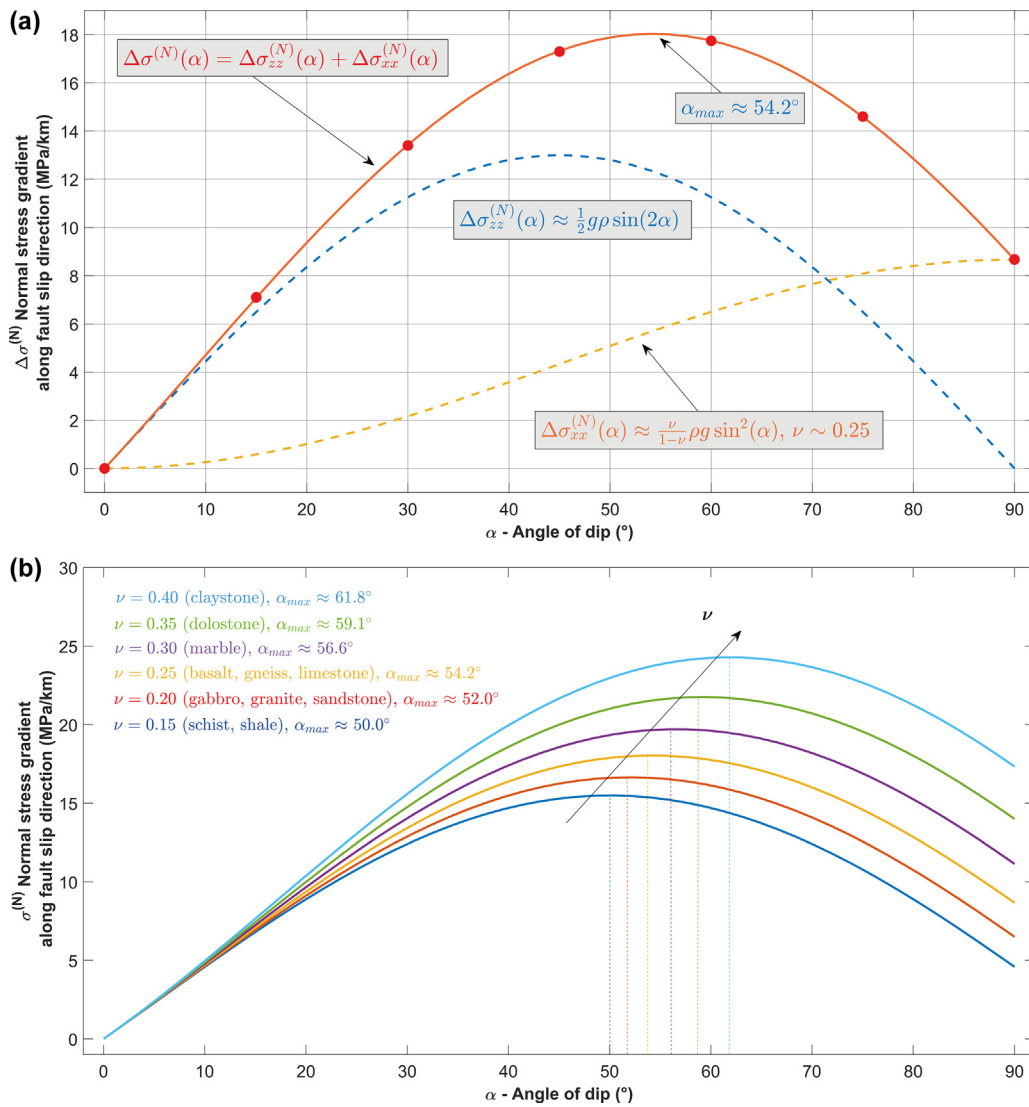 (a)
18
16
14
12
10
8
6
4
2
0
Δσ⁽ᴺ⁾ Normal stress gradient
along fault slip direction (MPa/km)
Δσ⁽ᴺ⁾(α) = Δσ_zz⁽ᴺ⁾(α) + Δσ_xx⁽ᴺ⁾(α)
α_max ≈ 54.2°
Δσ_zz⁽ᴺ⁾(α) ≈ ½gρ sin(2α)
Δσ_xx⁽ᴺ⁾(α) ≈ ν/(1−ν) ρg sin²(α), ν ∼ 0.25
0 10 20 30 40 50 60 70 80 90
α - Angle of dip (°)
(b)
30
25
20
15
10
5
0
σ⁽ᴺ⁾ Normal stress gradient
along fault slip direction (MPa/km)
ν = 0.40 (claystone), α_max ≈ 61.8°
ν = 0.35 (dolostone), α_max ≈ 59.1°
ν = 0.30 (marble), α_max ≈ 56.6°
ν = 0.25 (basalt, gneiss, limestone), α_max ≈ 54.2°
ν = 0.20 (gabbro, granite, sandstone), α_max ≈ 52.0°
ν = 0.15 (schist, shale), α_max ≈ 50.0°
ν
0 10 20 30 40 50 60 70 80 90
α - Angle of dip (°)